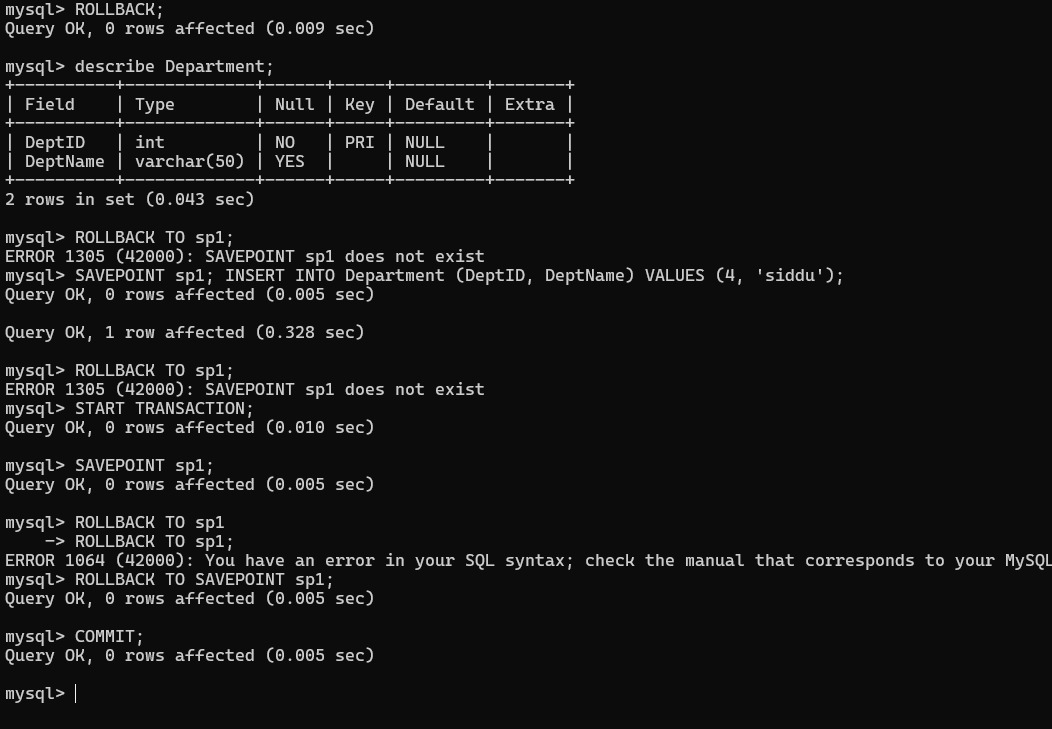 mysql> ROLLBACK;
Query OK, 0 rows affected (0.009 sec)
mysql> describe Department;
+----------+-------------+------+-----+---------+-------+
| Field    | Type        | Null | Key | Default | Extra |
+----------+-------------+------+-----+---------+-------+
| DeptID   | int         | NO   | PRI | NULL    |       |
| DeptName | varchar(50) | YES  |     | NULL    |       |
+----------+-------------+------+-----+---------+-------+
2 rows in set (0.043 sec)
mysql> ROLLBACK TO sp1;
ERROR 1305 (42000): SAVEPOINT sp1 does not exist
mysql> SAVEPOINT sp1; INSERT INTO Department (DeptID, DeptName) VALUES (4, 'siddu');
Query OK, 0 rows affected (0.005 sec)
Query OK, 1 row affected (0.328 sec)
mysql> ROLLBACK TO sp1;
ERROR 1305 (42000): SAVEPOINT sp1 does not exist
mysql> START TRANSACTION;
Query OK, 0 rows affected (0.010 sec)
mysql> SAVEPOINT sp1;
Query OK, 0 rows affected (0.005 sec)
mysql> ROLLBACK TO sp1
    -> ROLLBACK TO sp1;
ERROR 1064 (42000): You have an error in your SQL syntax; check the manual that corresponds to your MySQL
mysql> ROLLBACK TO SAVEPOINT sp1;
Query OK, 0 rows affected (0.005 sec)
mysql> COMMIT;
Query OK, 0 rows affected (0.005 sec)
mysql>